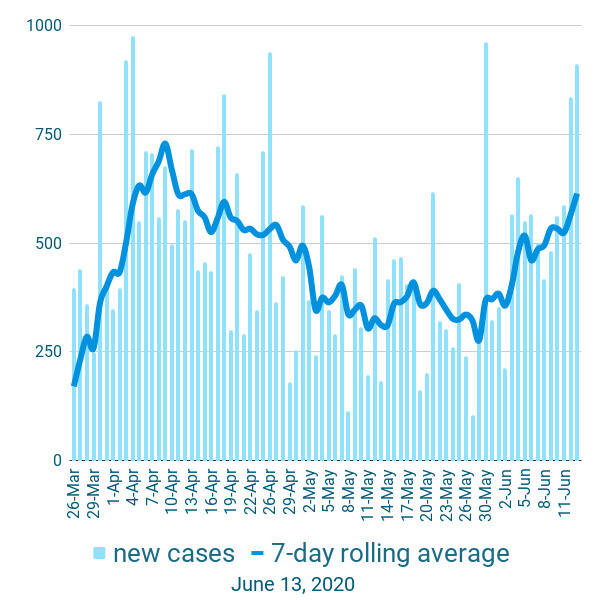 1000
750
500
250
0
26-Mar
29-Mar
1-Apr
4-Apr
7-Apr
10-Apr
13-Apr
16-Apr
19-Apr
22-Apr
26-Apr
29-Apr
2-May
5-May
8-May
11-May
14-May
17-May
20-May
23-May
26-May
30-May
2-Jun
5-Jun
8-Jun
11-Jun
new cases 7-day rolling average
June 13, 2020